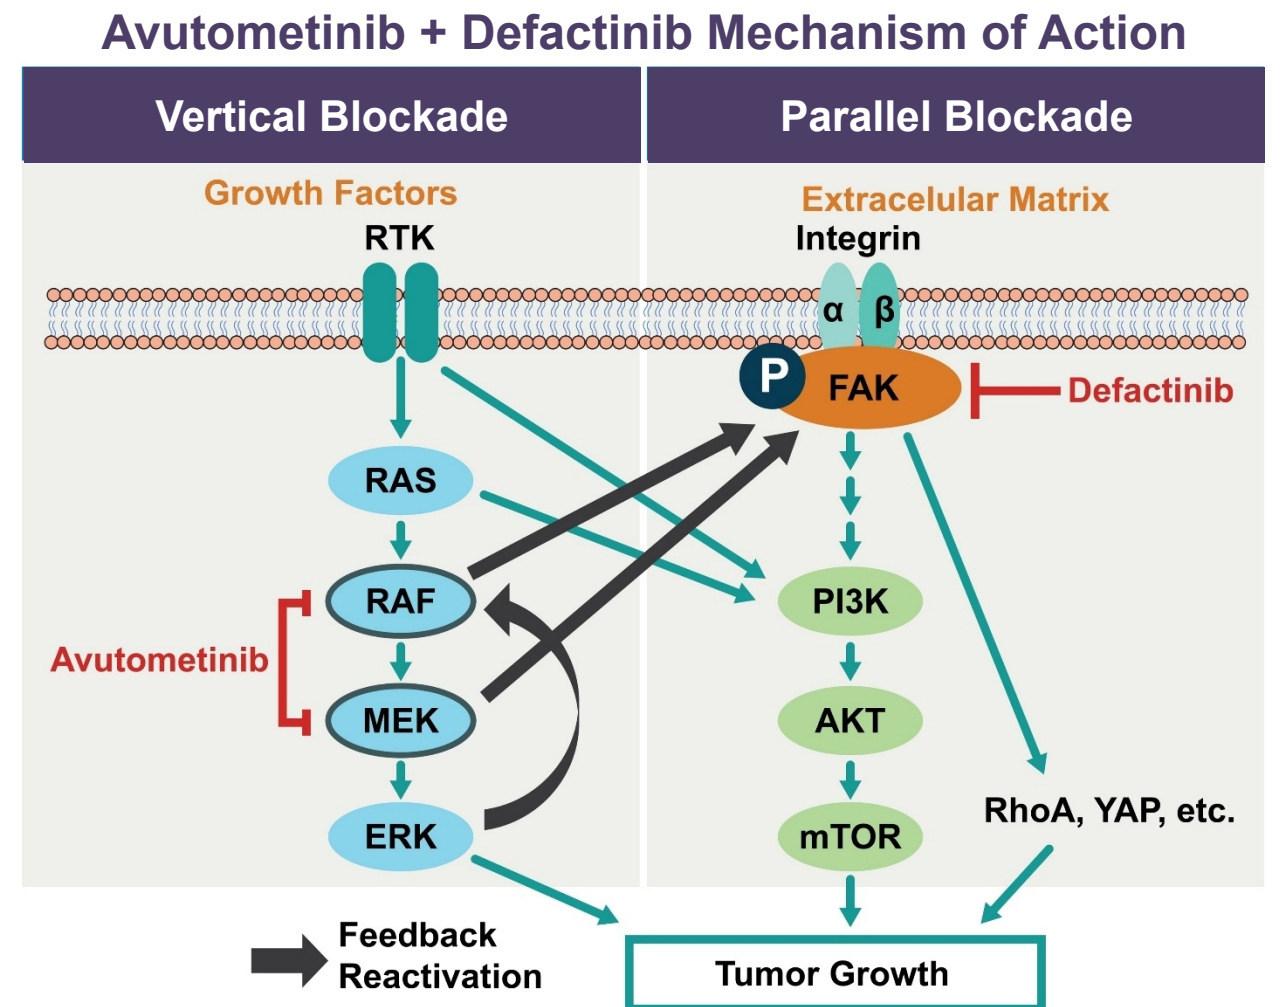 Avutometinib + Defactinib Mechanism of Action
Vertical Blockade
Parallel Blockade
Growth Factors
RTK
Extracelular Matrix
Integrin
α
β
P
FAK
Defactinib
RAS
RAF
PI3K
Avutometinib
MEK
AKT
ERK
mTOR
RhoA, YAP, etc.
Feedback
Reactivation
Tumor Growth